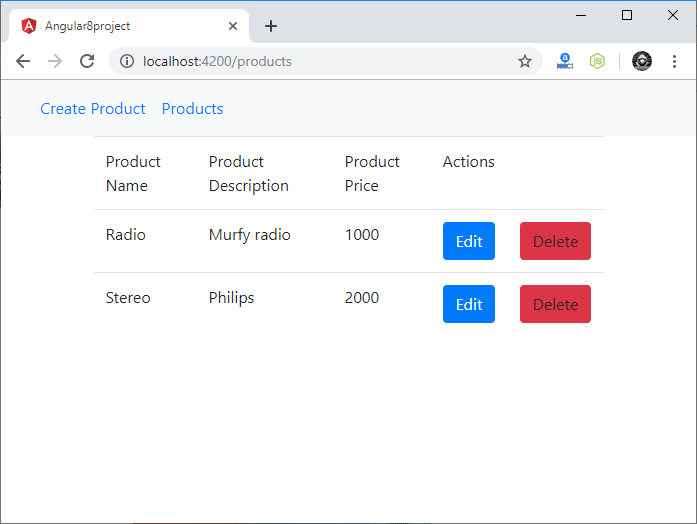 Angular8project
localhost:4200/products
JS
Create Product Products
Product Name Product Description Product Price Actions
Radio Murfy radio 1000 Edit Delete
Stereo Philips 2000 Edit Delete